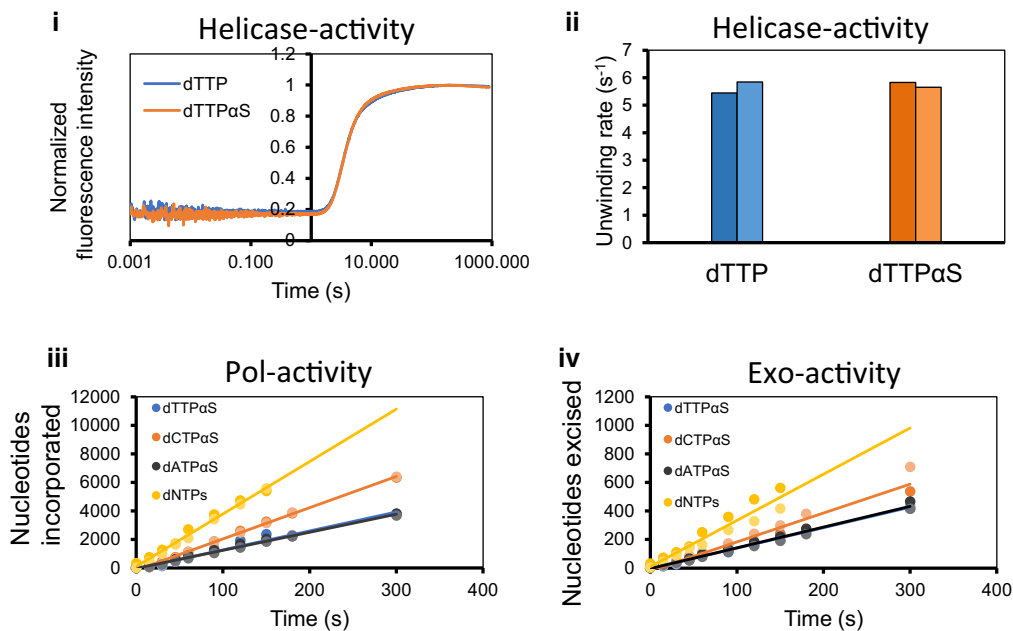 i
Helicase-activity
Normalized
fluorescence intensity
1.2
1
0.8
0.6
0.4
0.2
0
dTTP
dTTPαS
0.001
0.100
10.000
1000.000
Time (s)
ii
Helicase-activity
Unwinding rate (s⁻¹)
7
6
5
4
3
2
1
0
dTTP
dTTPαS
iii
Pol-activity
Nucleotides
incorporated
12000
10000
8000
6000
4000
2000
0
dTTPαS
dCTPαS
dATPαS
dNTPs
0
100
200
300
400
Time (s)
iv
Exo-activity
Nucleotides excised
1200
1000
800
600
400
200
0
dTTPαS
dCTPαS
dATPαS
dNTPs
0
100
200
300
400
Time (s)